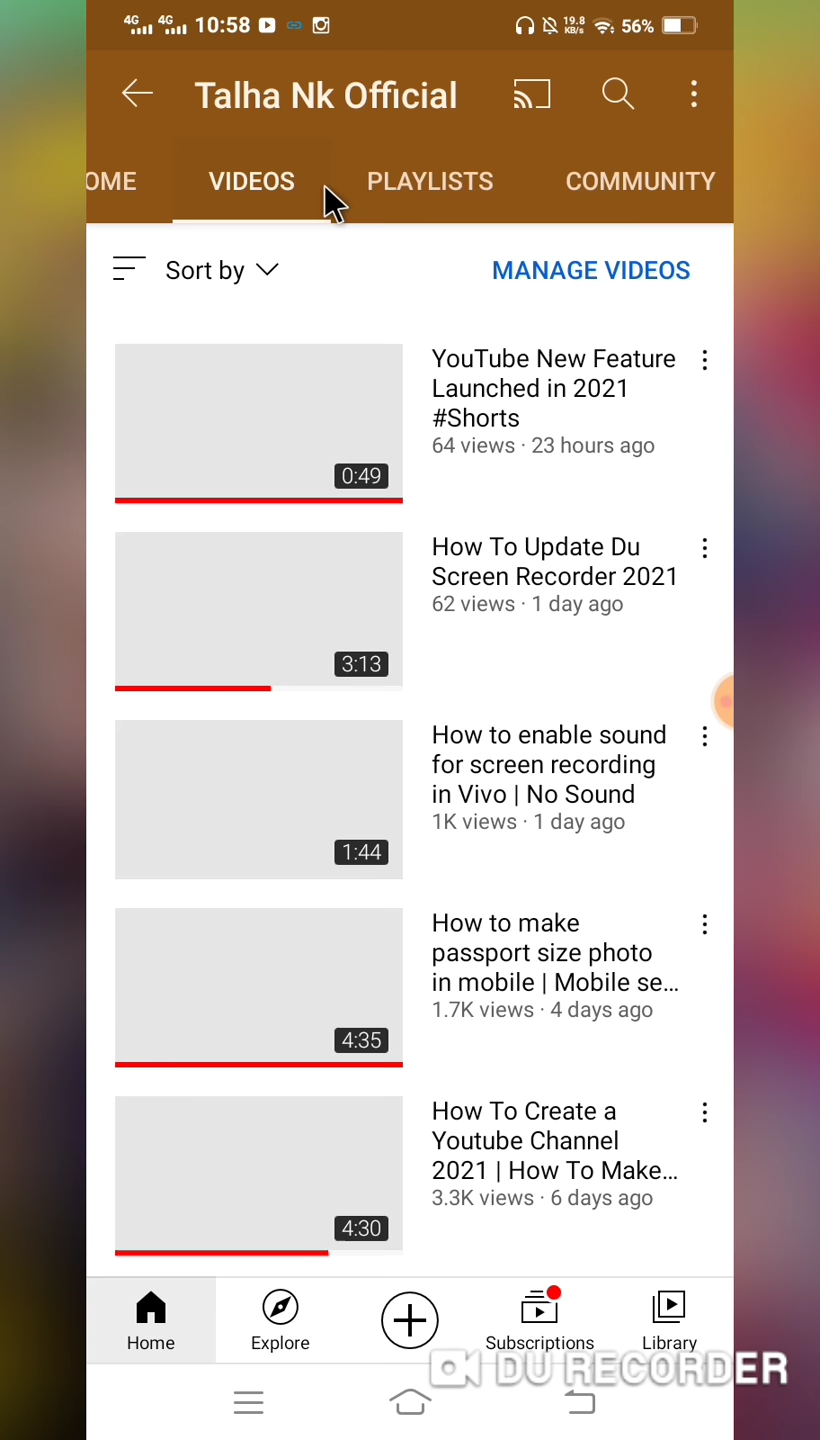 4G 4G 10:58 19.8 KB/s 56%
Talha Nk Official
OME VIDEOS PLAYLISTS COMMUNITY
Sort by MANAGE VIDEOS
YouTube New Feature
Launched in 2021
#Shorts
64 views · 23 hours ago
0:49
How To Update Du
Screen Recorder 2021
62 views · 1 day ago
3:13
How to enable sound
for screen recording
in Vivo | No Sound
1K views · 1 day ago
1:44
How to make
passport size photo
in mobile | Mobile se...
1.7K views · 4 days ago
4:35
How To Create a
Youtube Channel
2021 | How To Make...
3.3K views · 6 days ago
4:30
Home Explore Subscriptions Library
DU RECORDER